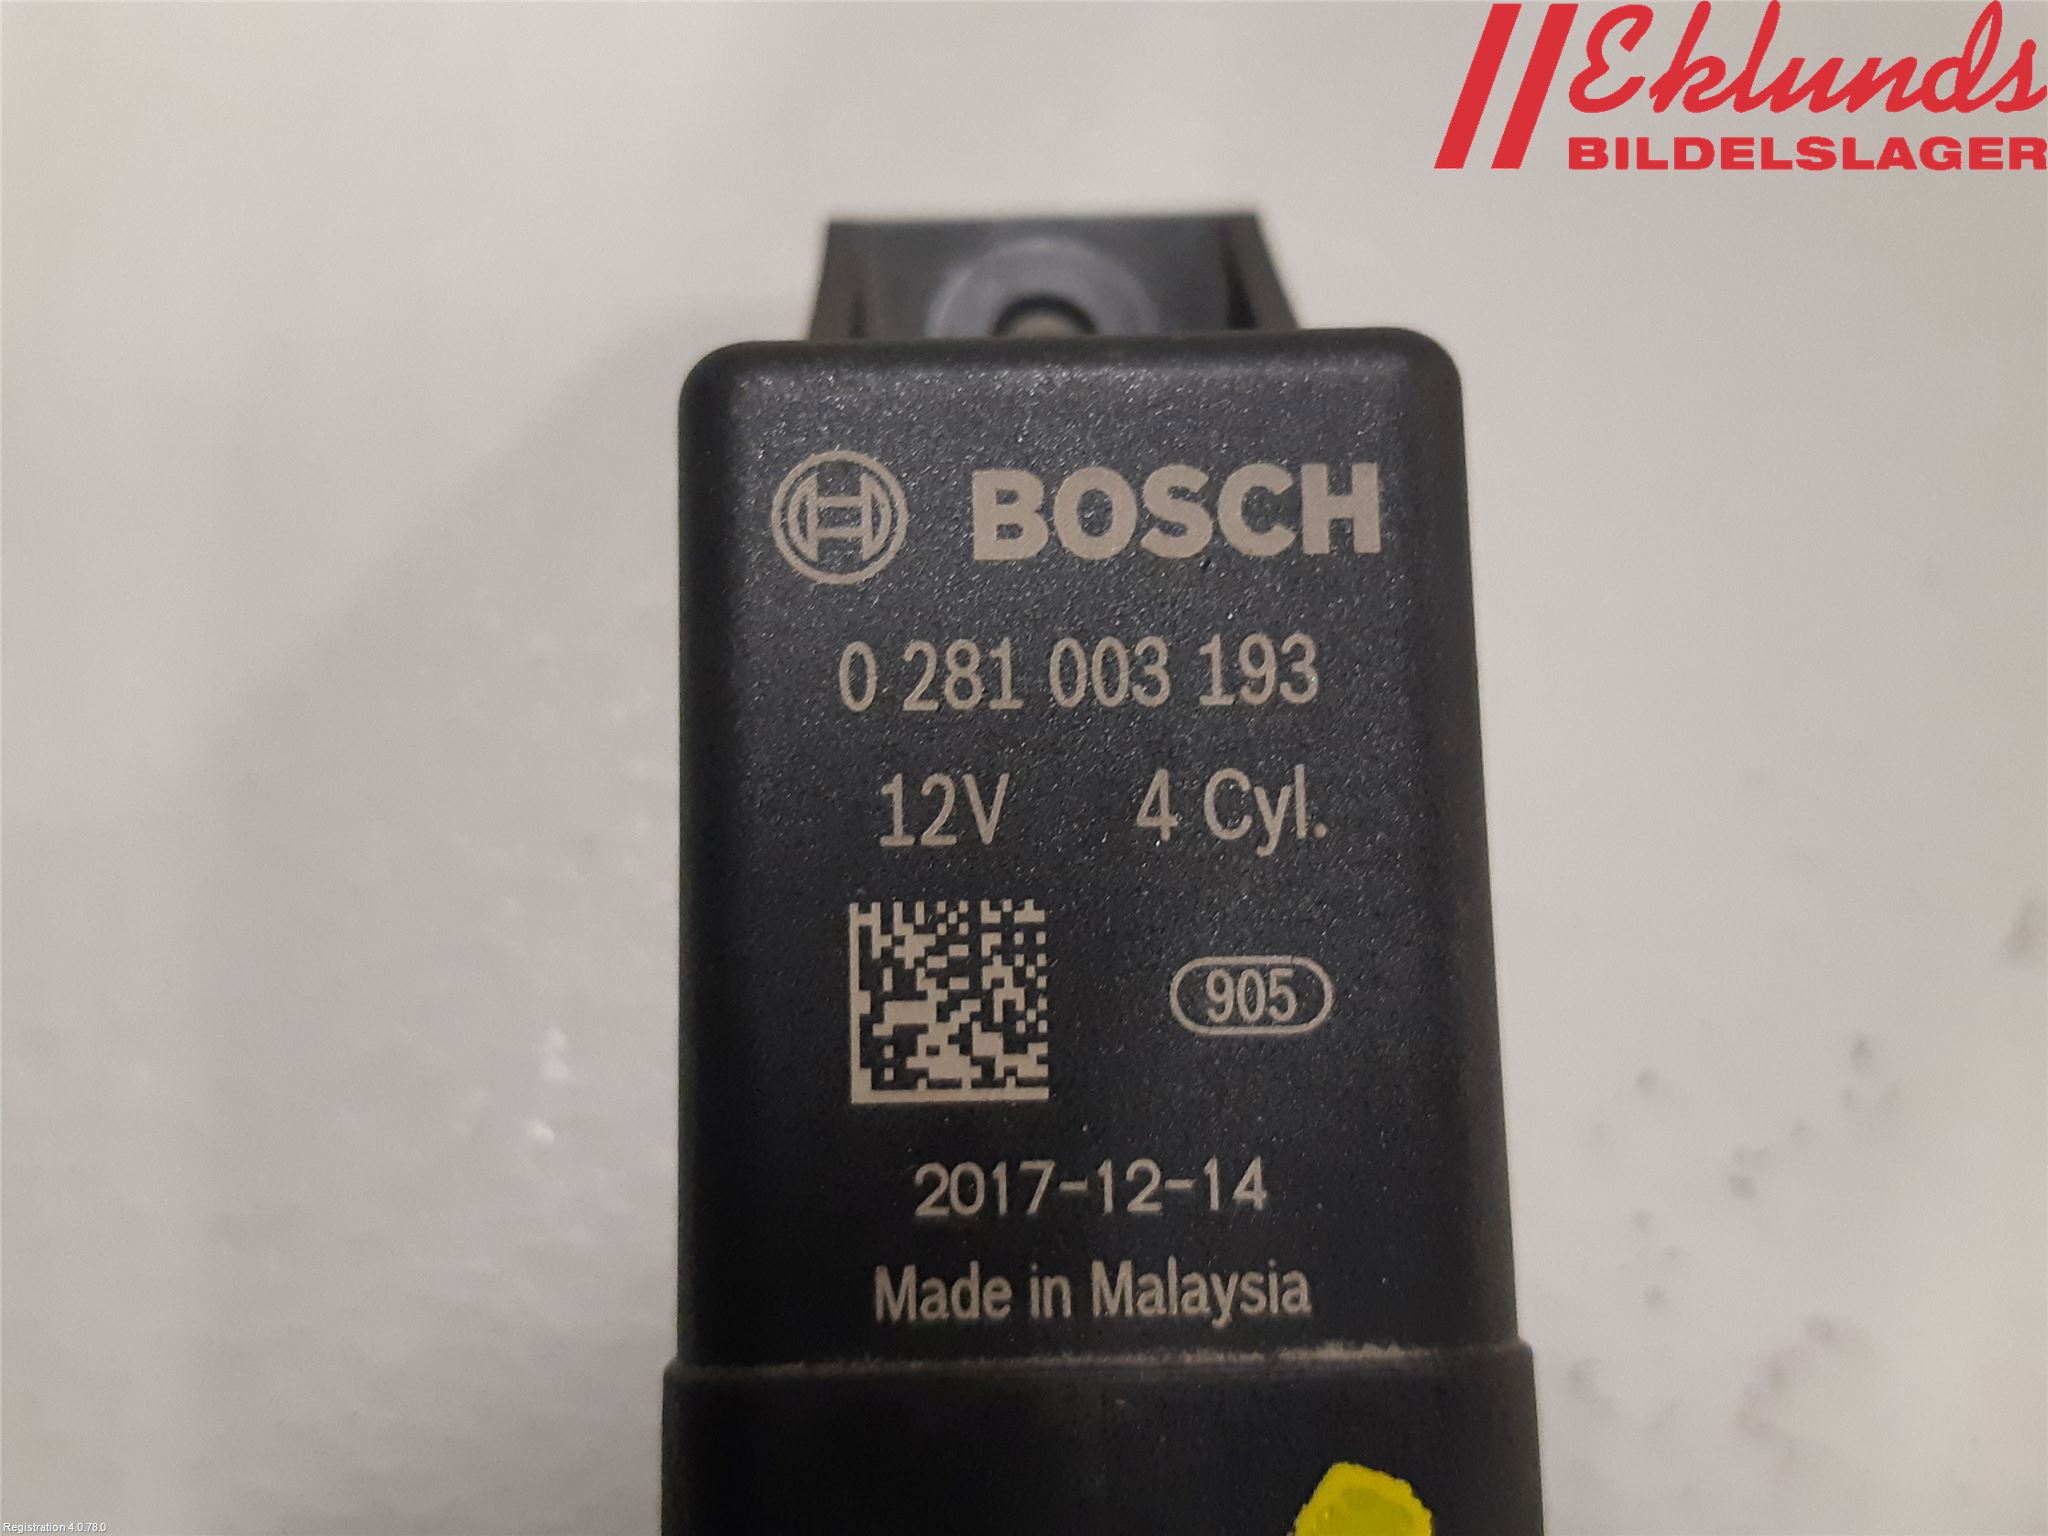 Eklunds
BILDELSLAGER
BOSCH
0 281 003 193
12V 4 Cyl.
905
2017-12-14
Made in Malaysia
Registration 4.0.78.0